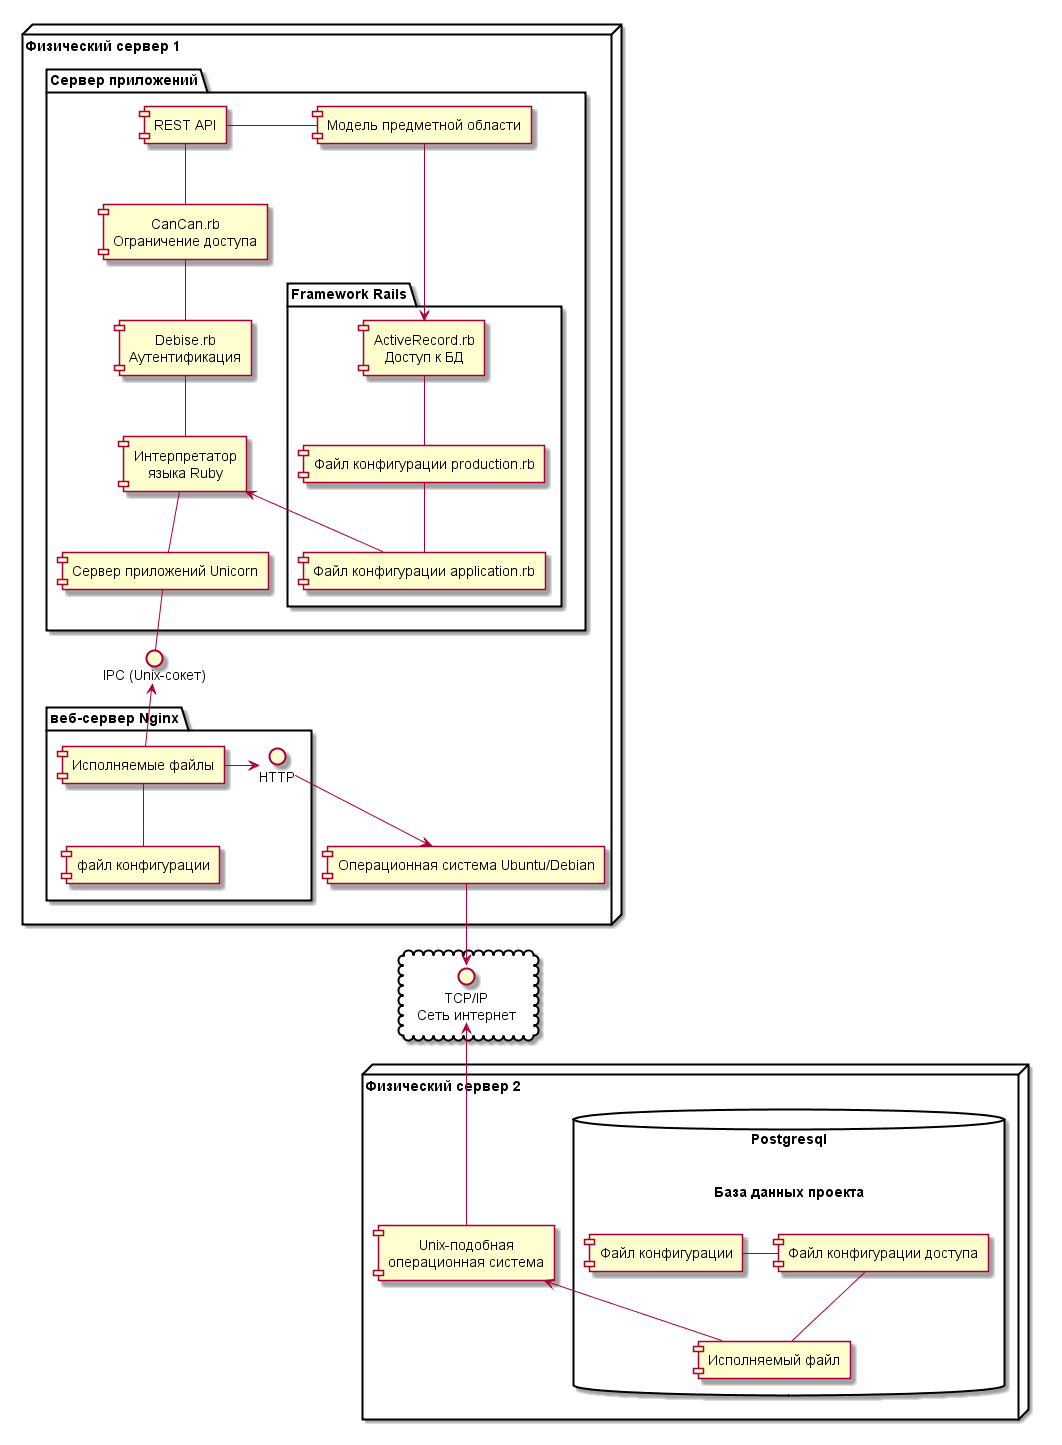 Физический сервер 1
Сервер приложений
REST API
Модель предметной области
CanCan.rb
Ограничение доступа
Framework Rails
Debise.rb
Аутентификация
ActiveRecord.rb
Доступ к БД
Интерпретатор
языка Ruby
Файл конфигурации production.rb
Сервер приложений Unicorn
Файл конфигурации application.rb
IPC (Unix-сокет)
веб-сервер Nginx
Исполняемые файлы
HTTP
файл конфигурации
Операционная система Ubuntu/Debian
TCP/IP
Сеть интернет
Физический сервер 2
Postgresql
База данных проекта
Unix-подобная
операционная система
Файл конфигурации
Файл конфигурации доступа
Исполняемый файл